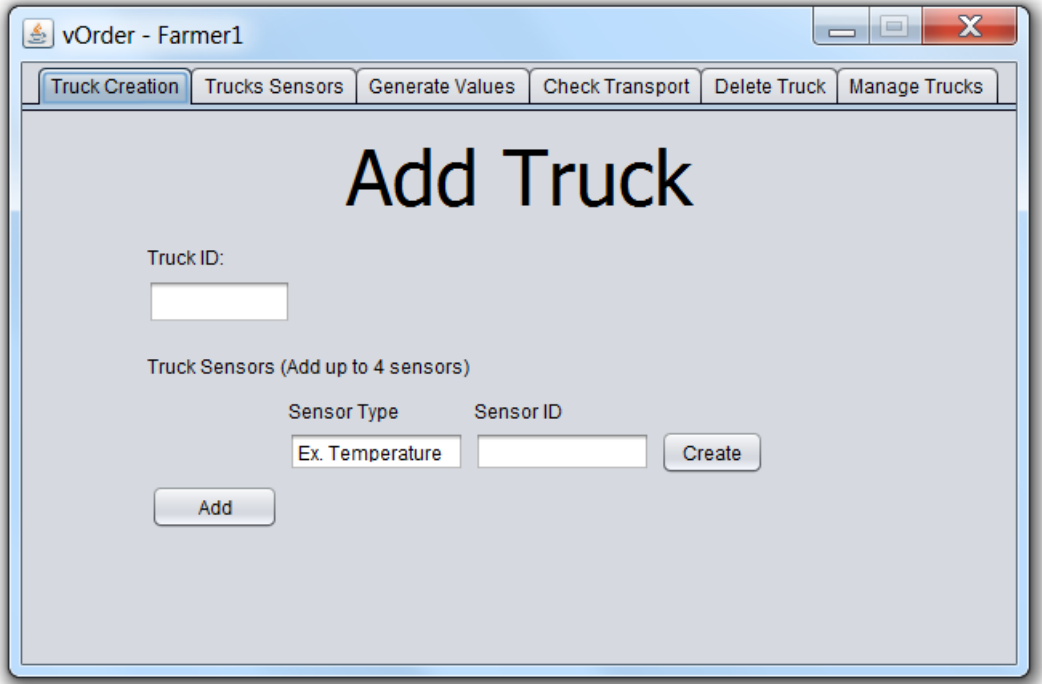 vOrder - Farmer1
Truck Creation Trucks Sensors Generate Values Check Transport Delete Truck Manage Trucks
Add Truck
Truck ID:
Truck Sensors (Add up to 4 sensors)
Sensor Type Sensor ID
Ex. Temperature Create
Add